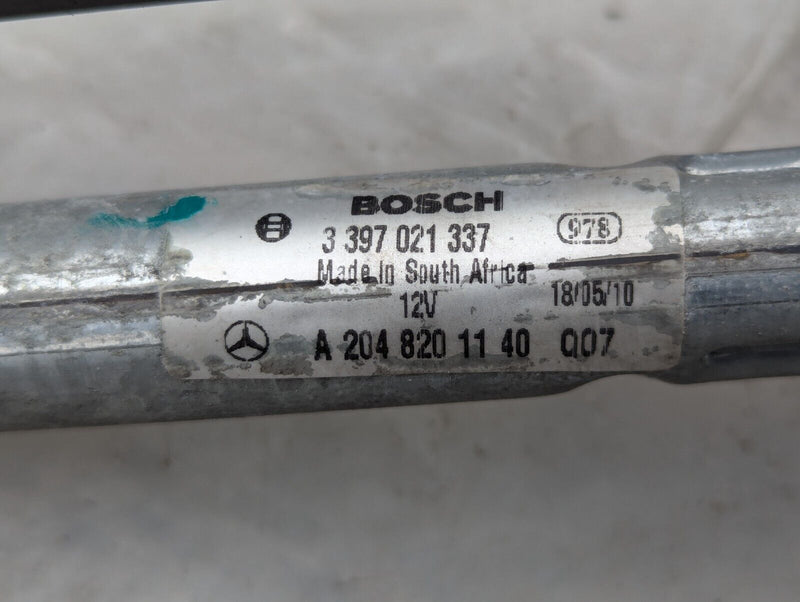 BOSCH
3 397 021 337 978
Made in South Africa
12V 18/05/10
A 204 820 11 40 Q07